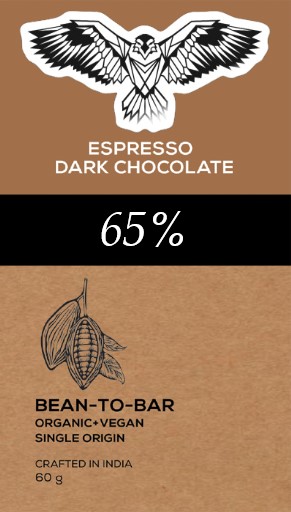 ESPRESSO
DARK CHOCOLATE
65%
BEAN-TO-BAR
ORGANIC+VEGAN
SINGLE ORIGIN
CRAFTED IN INDIA
60 g